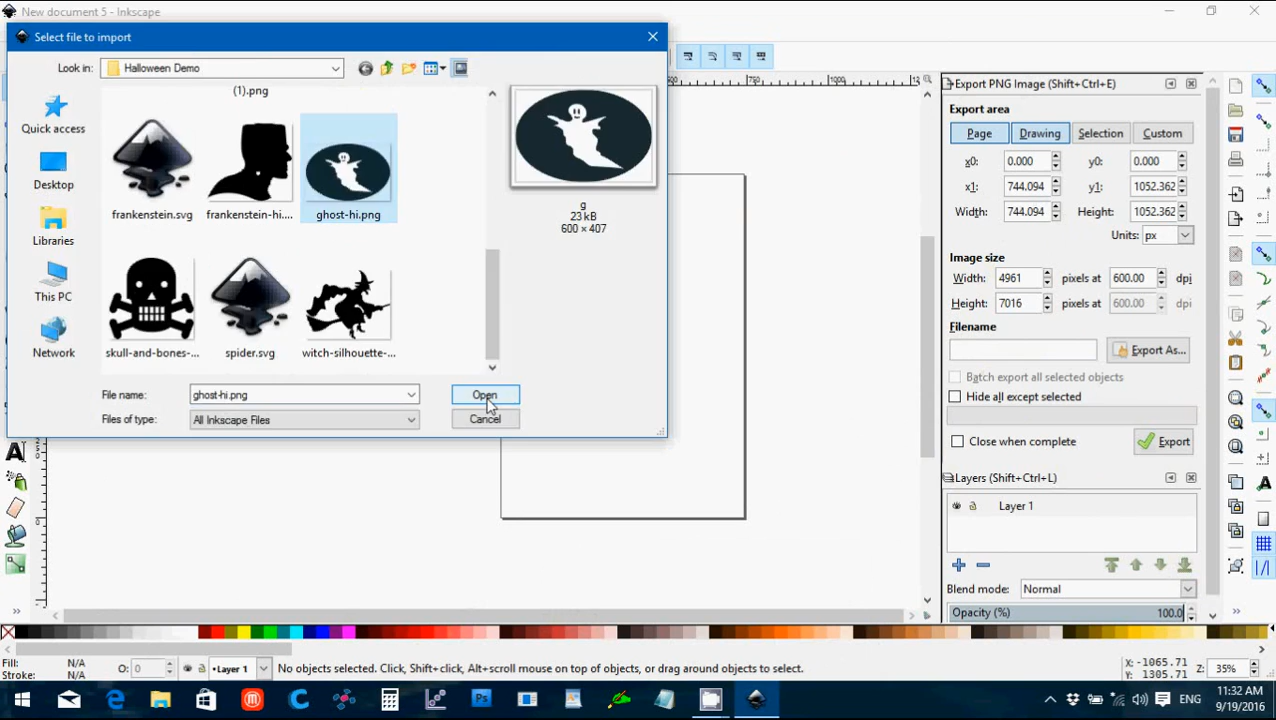 New document 5 - Inkscape
Select file to import
Look in:
Halloween Demo
(1).png
Quick access
Desktop
Libraries
This PC
Network
frankenstein.svg
frankenstein-hi....
ghost-hi.png
skull-and-bones-...
spider.svg
witch-silhouette-...
g
23 kB
600 × 407
File name:
ghost-hi.png
Open
Files of type:
All Inkscape Files
Cancel
750
1000
Export PNG Image (Shift+Ctrl+E)
Export area
Page
Drawing
Selection
Custom
x0: 0.000
y0: 0.000
x1: 744.094
y1: 1052.362
Width: 744.094
Height: 1052.362
Units: px
Image size
Width: 4961 pixels at 600.00 dpi
Height: 7016 pixels at 600.00 dpi
Filename
Export As...
Batch export all selected objects
Hide all except selected
Close when complete
Export
Layers (Shift+Ctrl+L)
Layer 1
Blend mode: Normal
Opacity (%) 100.0
Fill: N/A
Stroke: N/A
O: 0
•Layer 1
No objects selected. Click, Shift+click, Alt+scroll mouse on top of objects, or drag around objects to select.
X: -1065.71
Y: 1305.71
Z: 35%
ENG
11:32 AM
9/19/2016